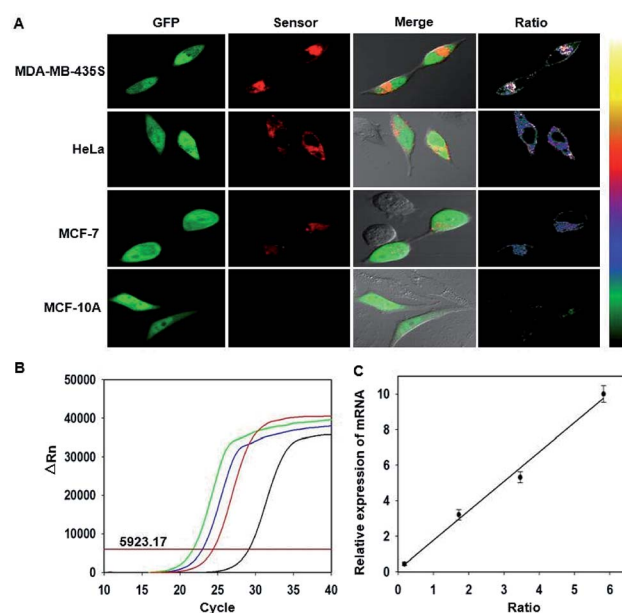 A
GFP Sensor Merge Ratio
MDA-MB-435S
HeLa
MCF-7
MCF-10A
B
50000
40000
30000
20000
10000
0
ΔRn
5923.17
10 15 20 25 30 35 40
Cycle
C
10
8
6
4
2
0
Relative expression of mRNA
0 1 2 3 4 5 6
Ratio